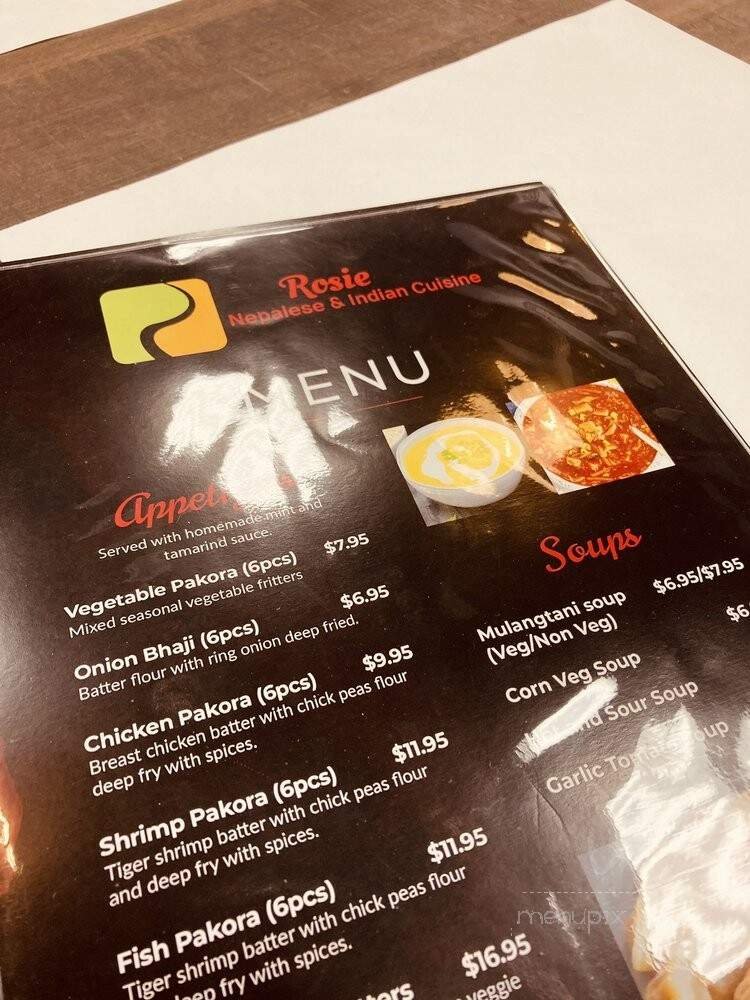 Rosie
Nepalese & Indian Cuisine
MENU
Served with homemade mint and
tamarind sauce.
Vegetable Pakora (6pcs) $7.95
Mixed seasonal vegetable fritters
Onion Bhaji (6pcs) $6.95
Batter flour with ring onion deep fried.
Chicken Pakora (6pcs) $9.95
Breast chicken batter with chick peas flour
deep fry with spices.
Shrimp Pakora (6pcs) $11.95
Tiger shrimp batter with chick peas flour
and deep fry with spices.
Fish Pakora (6pcs) $11.95
Tiger shrimp batter with chick peas flour
deep fry with spices.
$16.95
veggie
Soups
Mulangtani soup $6.95/$7.95
(Veg/Non Veg)
Corn Veg Soup $6
and Sour Soup
Garlic Tomato Soup
menupix